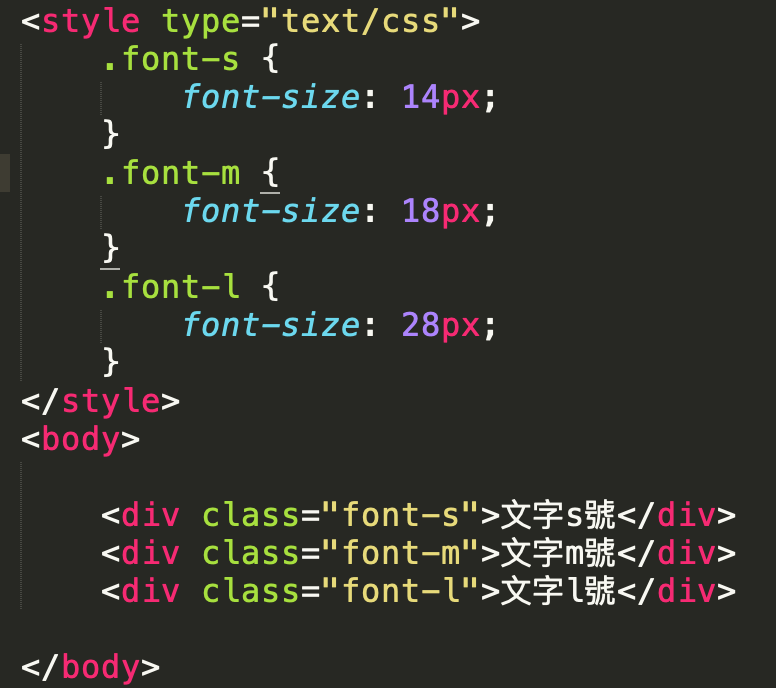 <style type="text/css">
.font-s {
font-size: 14px;
}
.font-m {
font-size: 18px;
}
.font-l {
font-size: 28px;
}
</style>
<body>
<div class="font-s">文字s號</div>
<div class="font-m">文字m號</div>
<div class="font-l">文字l號</div>
</body>